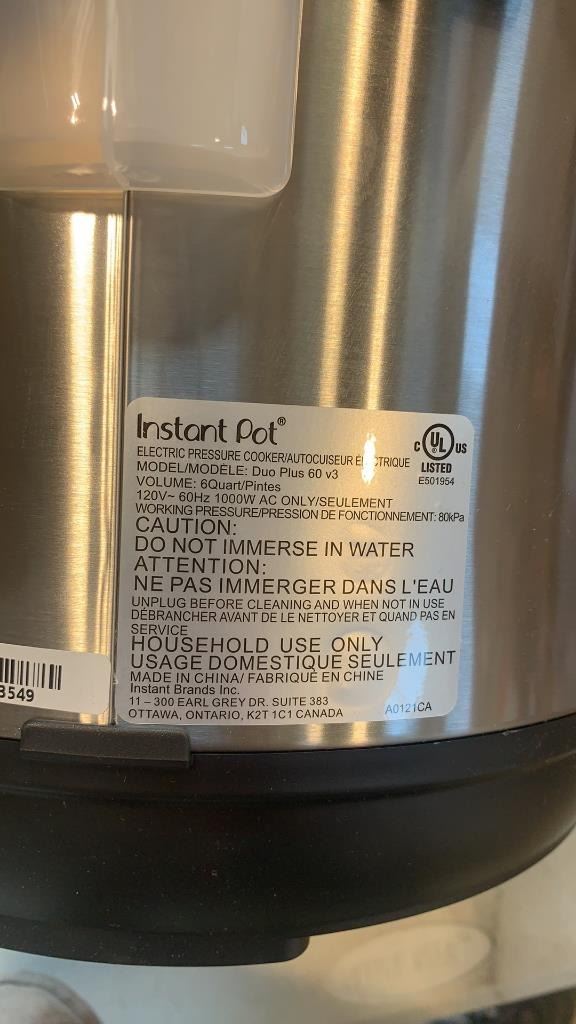 Instant Pot®
ELECTRIC PRESSURE COOKER/AUTOCUISEUR ÉLECTRIQUE
MODEL/MODÈLE: Duo Plus 60 v3
VOLUME: 6Quart/Pintes
120V~ 60Hz 1000W AC ONLY/SEULEMENT
WORKING PRESSURE/PRESSION DE FONCTIONNEMENT: 80kPa
C UL US
®
LISTED
E501954
CAUTION:
DO NOT IMMERSE IN WATER
ATTENTION:
NE PAS IMMERGER DANS L'EAU
UNPLUG BEFORE CLEANING AND WHEN NOT IN USE
DÉBRANCHER AVANT DE LE NETTOYER ET QUAND PAS EN
SERVICE
HOUSEHOLD USE ONLY
USAGE DOMESTIQUE SEULEMENT
MADE IN CHINA/ FABRIQUÉ EN CHINE
Instant Brands Inc.
11 – 300 EARL GREY DR. SUITE 383
OTTAWA, ONTARIO, K2T 1C1 CANADA
A0121CA
3549